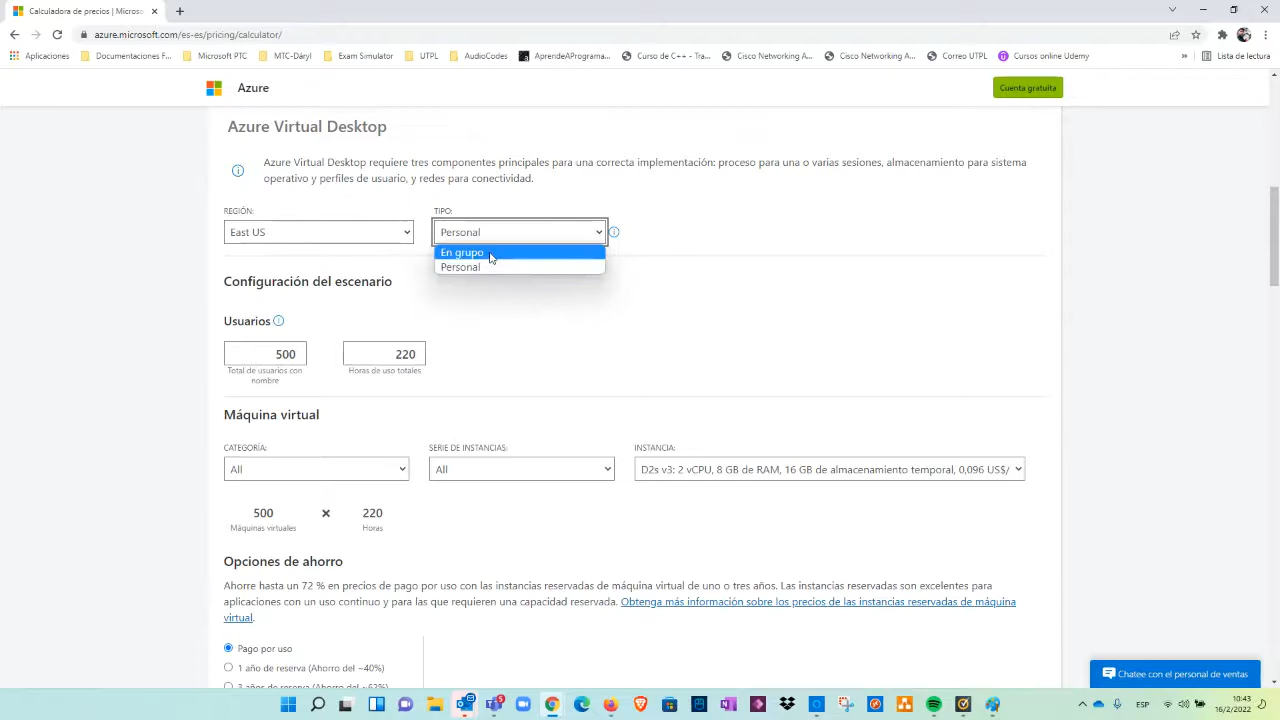 Calculadora de precios | Microso
azure.microsoft.com/es-es/pricing/calculator/
Aplicaciones
Documentaciones F...
Microsoft PTC
MTC-Dáryl
Exam Simulator
UTPL
AudioCodes
AprendeAPrograma...
Curso de C++ - Tra...
Cisco Networking A...
Cisco Networking A...
Correo UTPL
Cursos online Udemy
»
Lista de lectura
Azure
Cuenta gratuita
Azure Virtual Desktop
Azure Virtual Desktop requiere tres componentes principales para una correcta implementación: proceso para una o varias sesiones, almacenamiento para sistema
operativo y perfiles de usuario, y redes para conectividad.
REGIÓN:
TIPO:
East US
Personal
En grupo
Personal
Configuración del escenario
Usuarios
500
220
Total de usuarios con
nombre
Horas de uso totales
Máquina virtual
CATEGORÍA:
SERIE DE INSTANCIAS:
INSTANCIA:
All
All
D2s v3: 2 vCPU, 8 GB de RAM, 16 GB de almacenamiento temporal, 0,096 US$/
500
×
220
Máquinas virtuales
Horas
Opciones de ahorro
Ahorre hasta un 72 % en precios de pago por uso con las instancias reservadas de máquina virtual de uno o tres años. Las instancias reservadas son excelentes para
aplicaciones con un uso continuo y para las que requieren una capacidad reservada. Obtenga más información sobre los precios de las instancias reservadas de máquina
virtual.
Pago por uso
1 año de reserva (Ahorro del ~40%)
3 años de reserva (Ahorro del ~62%)
Chatee con el personal de ventas
5
ESP
10:43
16/2/2022